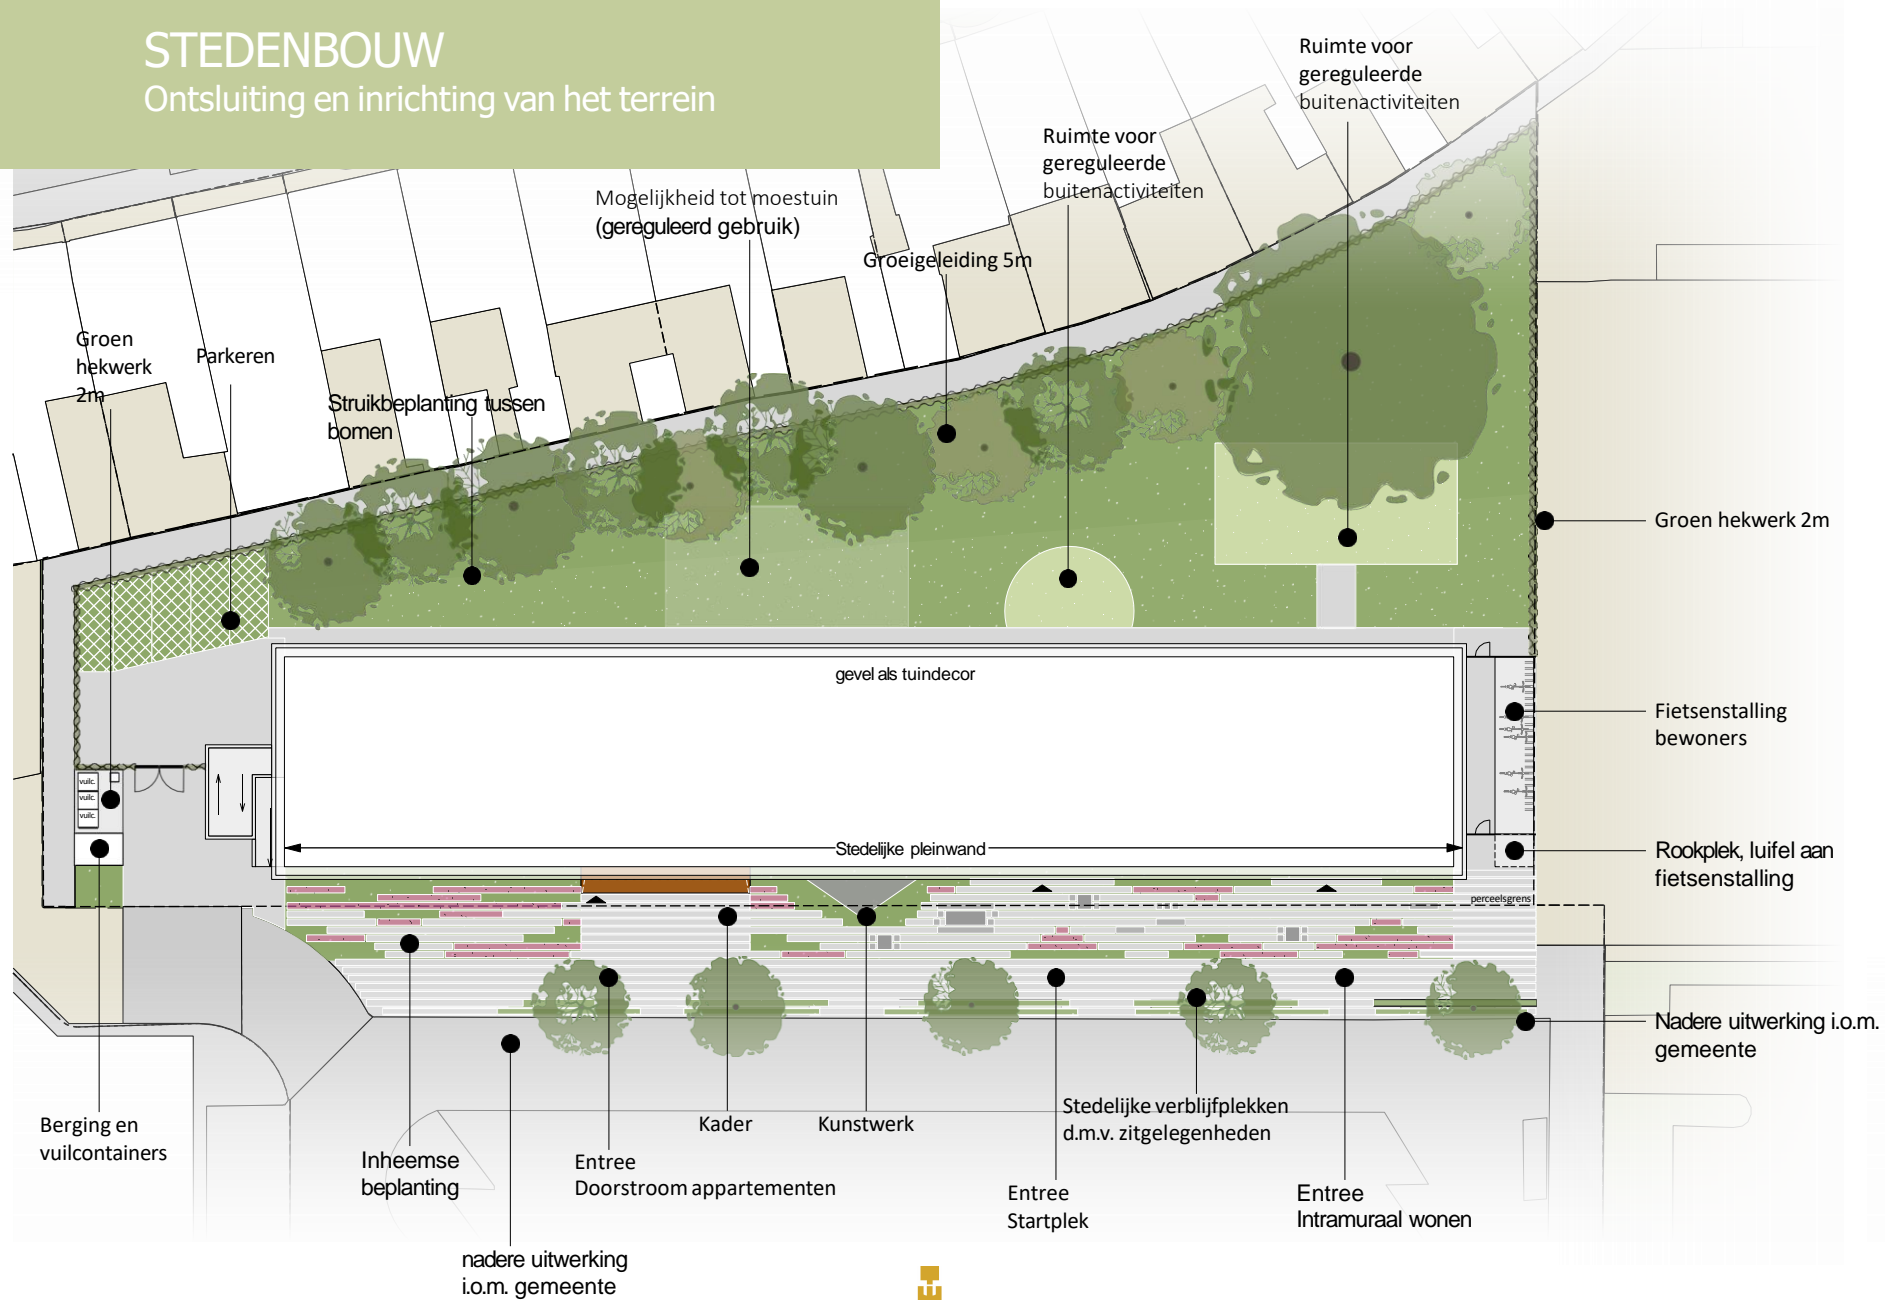 STEDENBOUW
Ontsluiting en inrichting van het terrein
Ruimte voor
gereguleerde
buitenactiviteiten
Ruimte voor
gereguleerde
buitenactiviteiten
Mogelijkheid tot moestuin
(gereguleerd gebruik)
Groeigeleiding 5m
Groen
hekwerk
2m
Parkeren
Struikbeplanting tussen
bomen
Groen hekwerk 2m
gevel als tuindecor
Fietsenstalling
bewoners
vuilc.
vuilc.
vuilc.
Stedelijke pleinwand
Rookplek, luifel aan
fietsenstalling
perceelsgrens
Nadere uitwerking i.o.m.
gemeente
Berging en
vuilcontainers
Inheemse
beplanting
Entree
Doorstroom appartementen
Kader
Kunstwerk
Stedelijke verblijfplekken
d.m.v. zitgelegenheden
Entree
Startplek
Entree
Intramuraal wonen
nadere uitwerking
i.o.m. gemeente